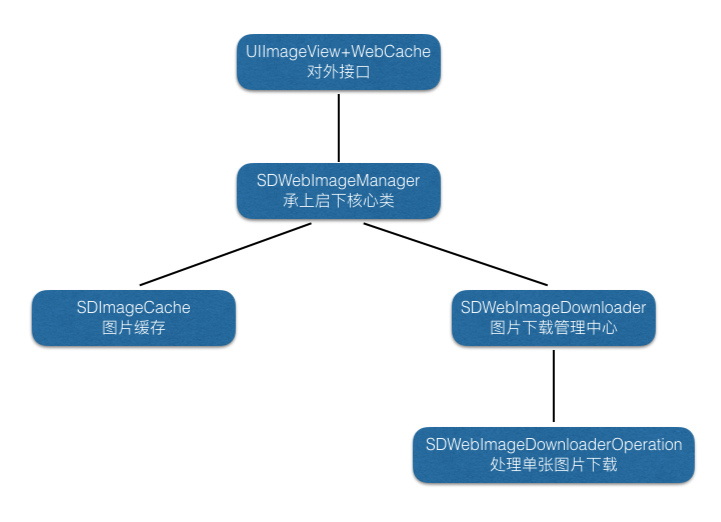 UIImageView+WebCache
对外接口
SDWebImageManager
承上启下核心类
SDImageCache
图片缓存
SDWebImageDownloader
图片下载管理中心
SDWebImageDownloaderOperation
处理单张图片下载